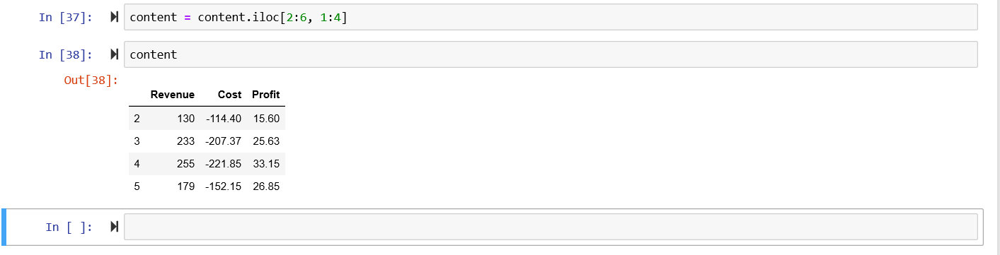 In [37]: content = content.iloc[2:6, 1:4]
In [38]: content
Out[38]:
Revenue Cost Profit
2 130 -114.40 15.60
3 233 -207.37 25.63
4 255 -221.85 33.15
5 179 -152.15 26.85
In [ ]: